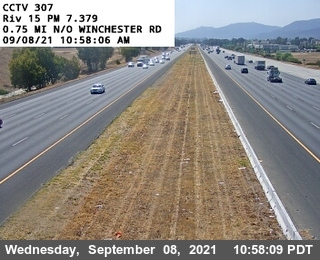 CCTV 307
Riv 15 PM 7.379
0.75 MI N/O WINCHESTER RD
09/08/21 10:58:06 AM
Wednesday, September 08, 2021 10:58:09 PDT